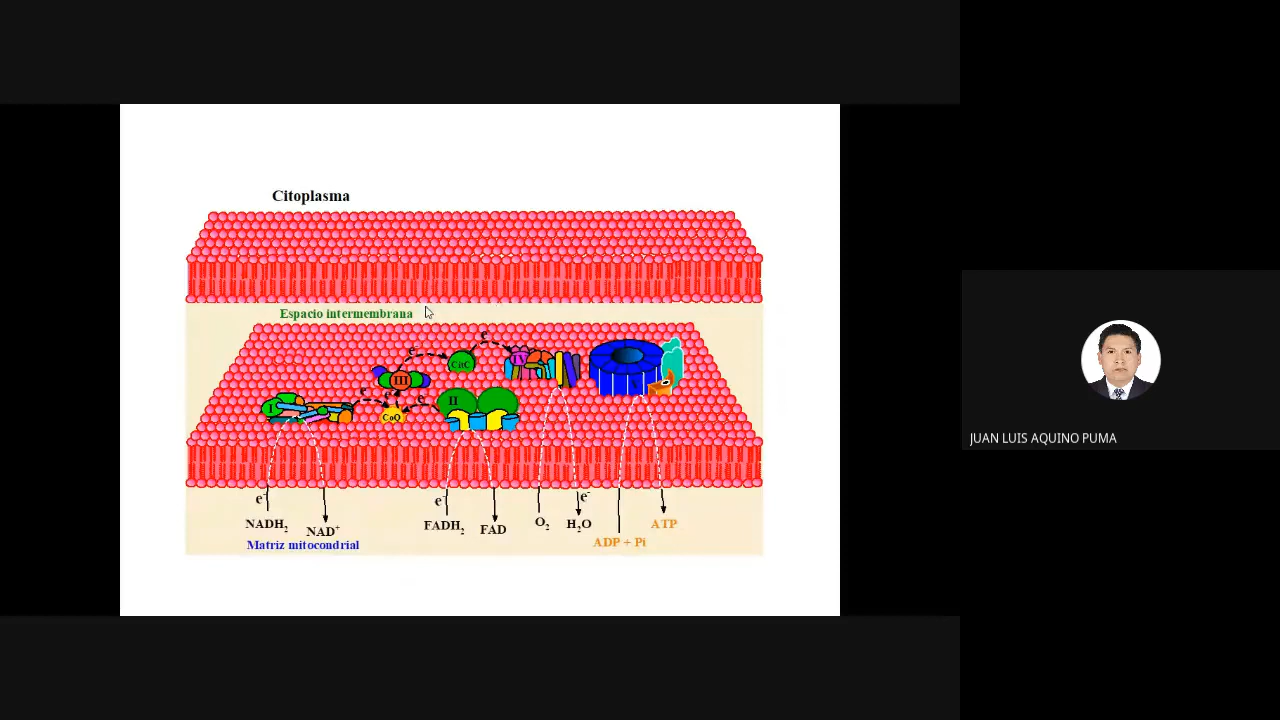 Citoplasma
Espacio intermembrana
e-
e-
CitC
IV
III
e-
e-
e-
I
CoQ
II
e-
e-
e-
NADH2
NAD+
FADH2
FAD
O2
H2O
ATP
ADP + Pi
Matriz mitocondrial
JUAN LUIS AQUINO PUMA